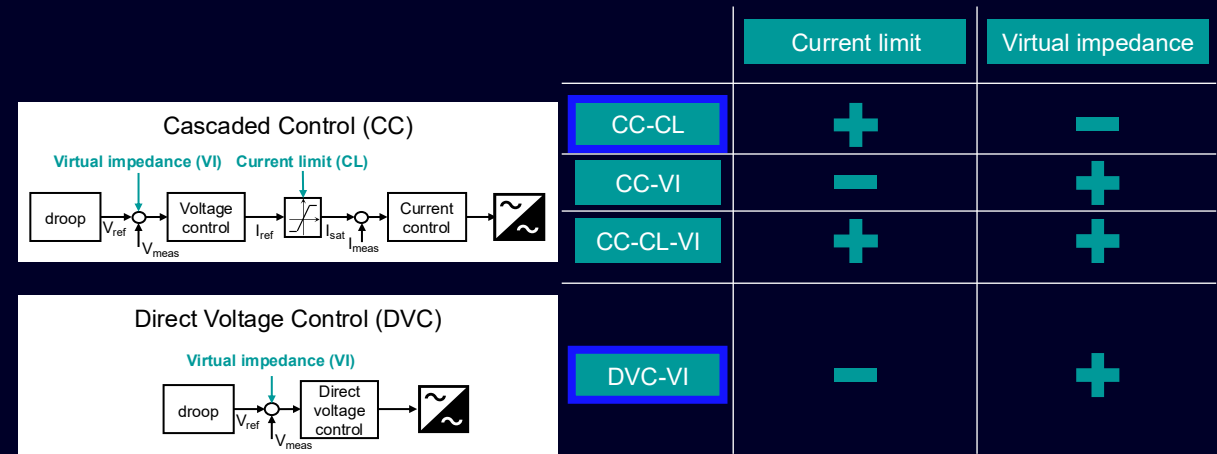 Current limit
Virtual impedance
Cascaded Control (CC)
Virtual impedance (VI) Current limit (CL)
droop
Vref
Vmeas
Voltage
control
Iref
Isat
Imeas
Current
control
CC-CL
+
−
CC-VI
−
+
CC-CL-VI
+
+
Direct Voltage Control (DVC)
Virtual impedance (VI)
droop
Vref
Vmeas
Direct
voltage
control
DVC-VI
−
+